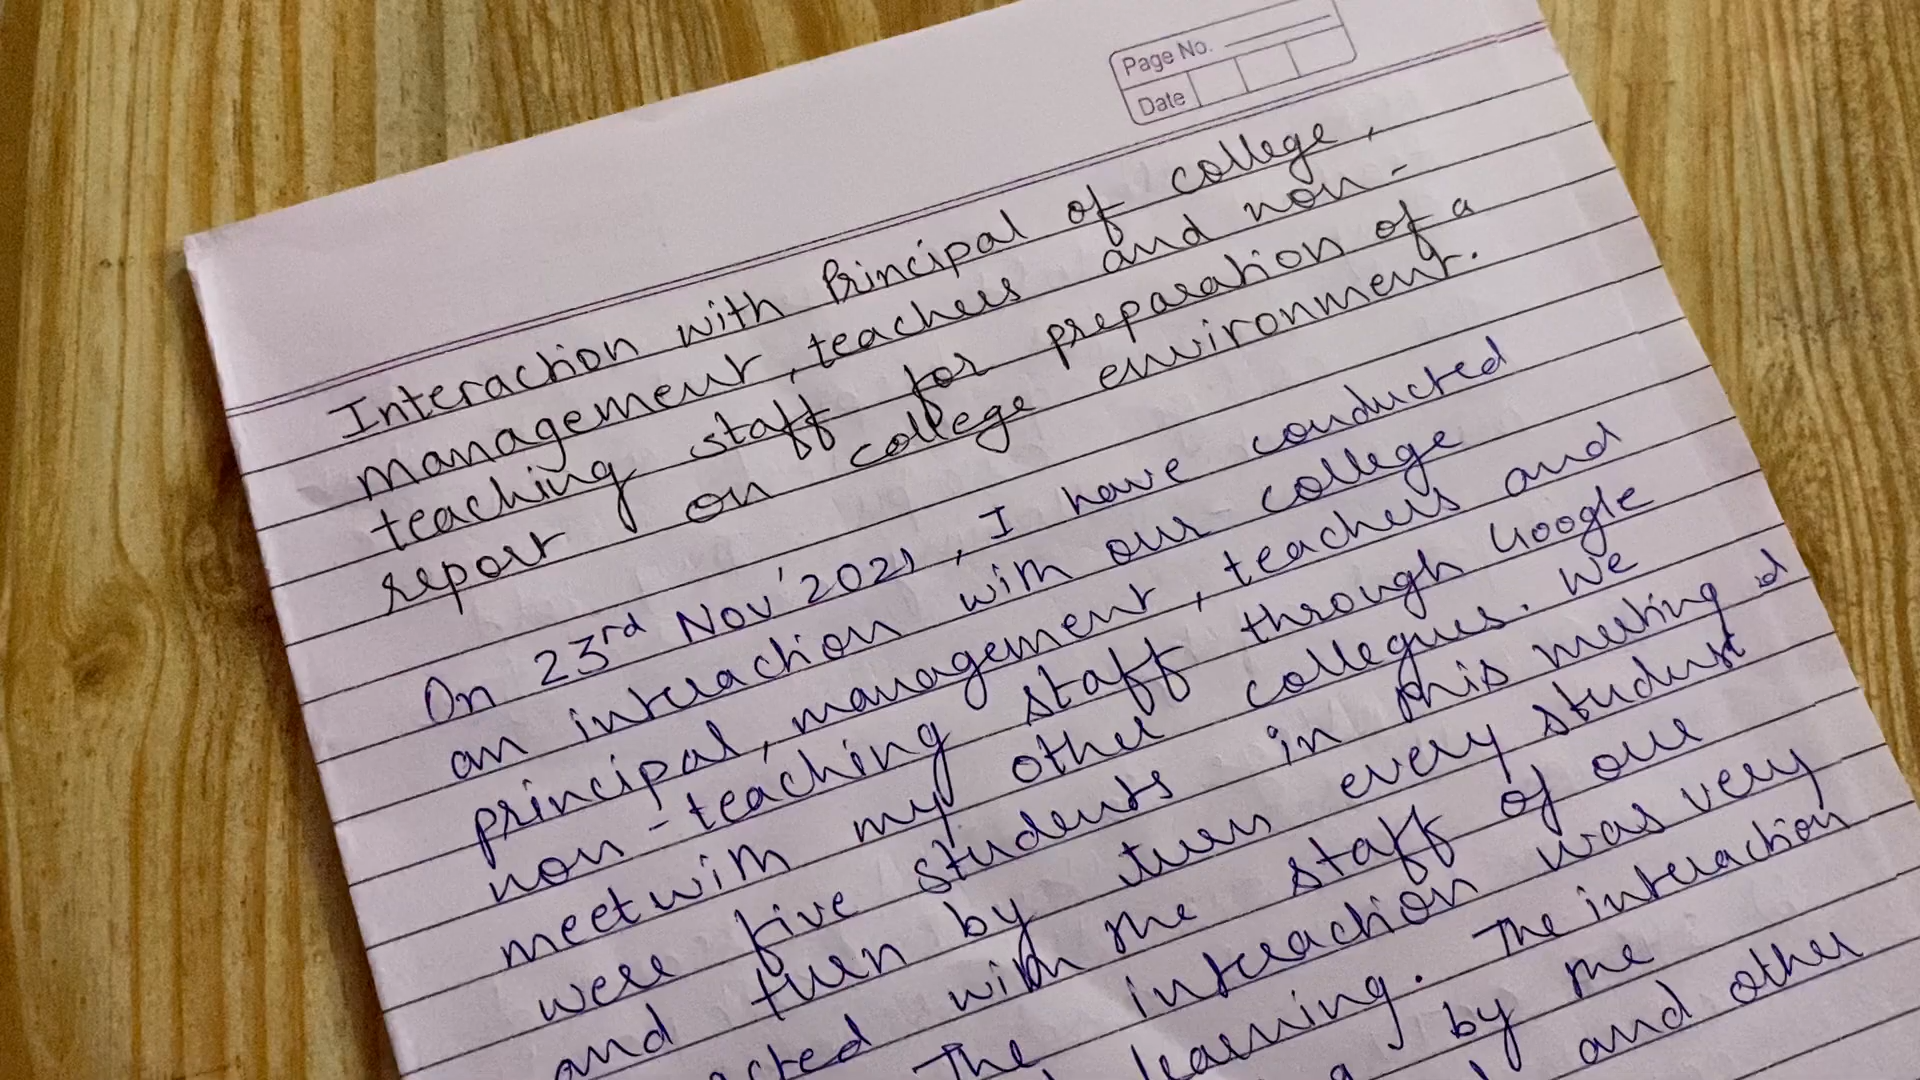 Page No.
Date
Interaction with Principal of college,
management, teachers and non-
teaching staff for preparation of a
report on college environment.
On 23rd Nov'2021, I have conducted
an interaction with our college
principal, management, teachers and
non-teaching staff through Google
meet with my other collegues. We
were five students in this meeting
and turn by turn every student
with the staff of our
The interaction was very
learning. The interaction
by the
and other